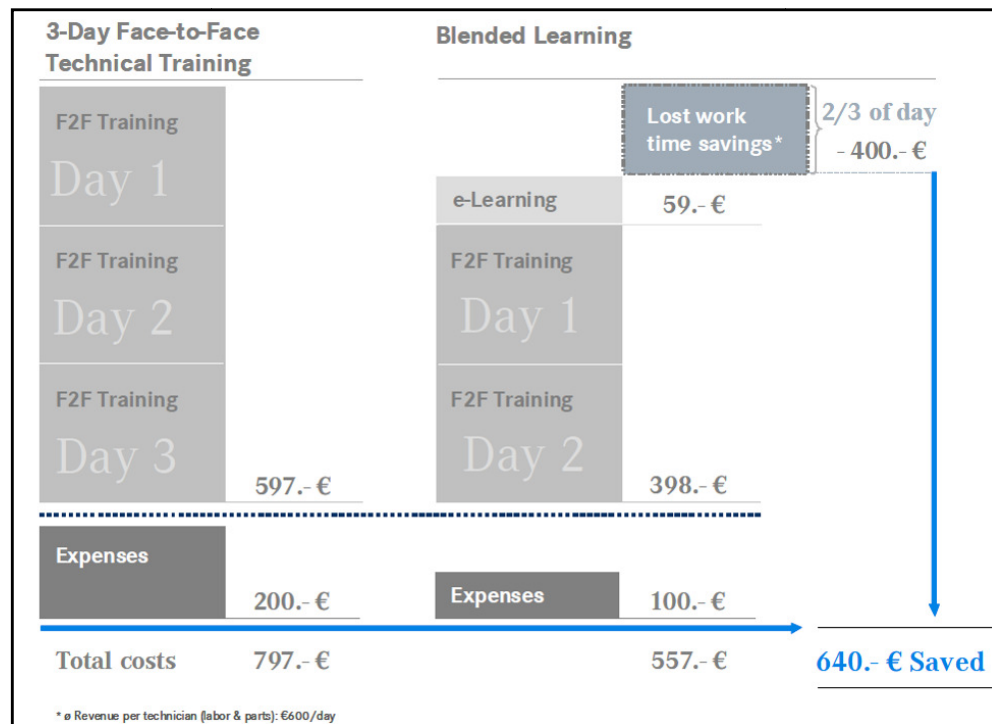 3-Day Face-to-Face
Technical Training
Blended Learning
F2F Training
Day 1
F2F Training
Day 2
F2F Training
Day 3
597.- €
Lost work
time savings*
2/3 of day
- 400.- €
e-Learning
59.- €
F2F Training
Day 1
F2F Training
Day 2
398.- €
Expenses
200.- €
Expenses
100.- €
Total costs
797.- €
557.- €
640.- € Saved
* ø Revenue per technician (labor & parts): €600/day